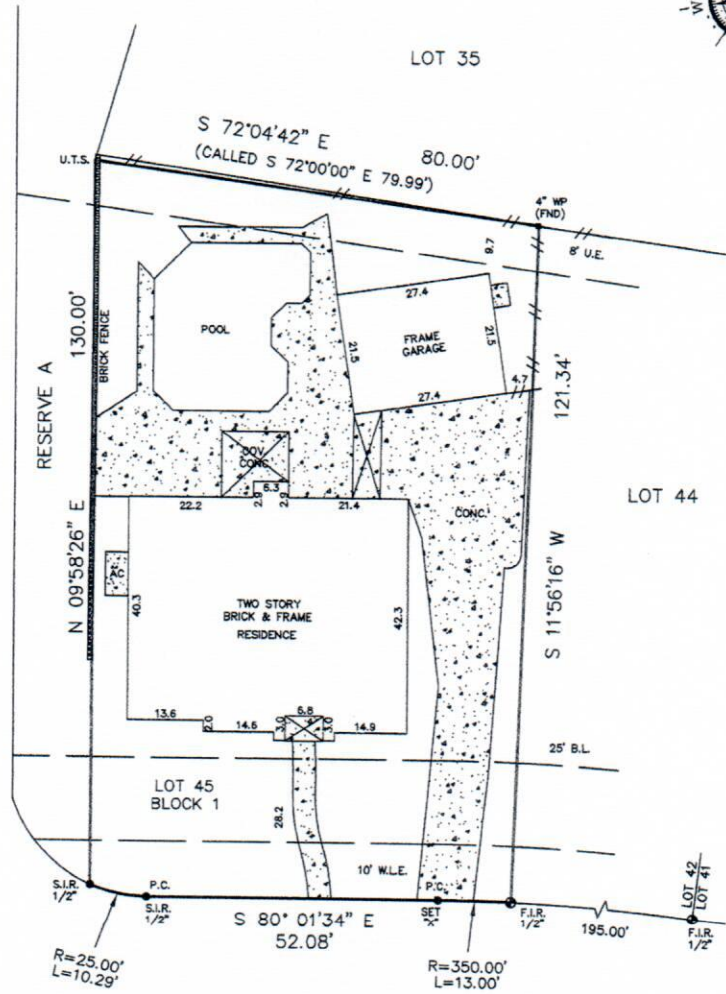 W
LOT 35
S 72°04'42" E
80.00'
(CALLED S 72°00'00" E 79.99')
U.T.S.
4" WP
(FND)
8' U.E.
9.7
27.4
POOL
FRAME
GARAGE
21.5
21.5
27.4
4.7
130.00'
BRICK FENCE
RESERVE A
121.34'
LOT 44
COV.
CONC.
6.3
22.2
2.9
2.9
21.4
CONC.
N 09°58'26" E
S 11°56'16" W
40.3
TWO STORY
BRICK & FRAME
RESIDENCE
42.3
13.6
2.0
14.6
3.0
6.8
3.0
14.9
25' B.L.
LOT 45
BLOCK 1
28.2
10' W.L.E.
S.I.R.
1/2"
P.C.
S.I.R.
1/2"
S 80° 01'34" E
52.08'
P.C.
SET
"X"
F.I.R.
1/2"
195.00'
LOT 42
LOT 41
F.I.R.
1/2"
R=25.00'
L=10.29'
R=350.00'
L=13.00'